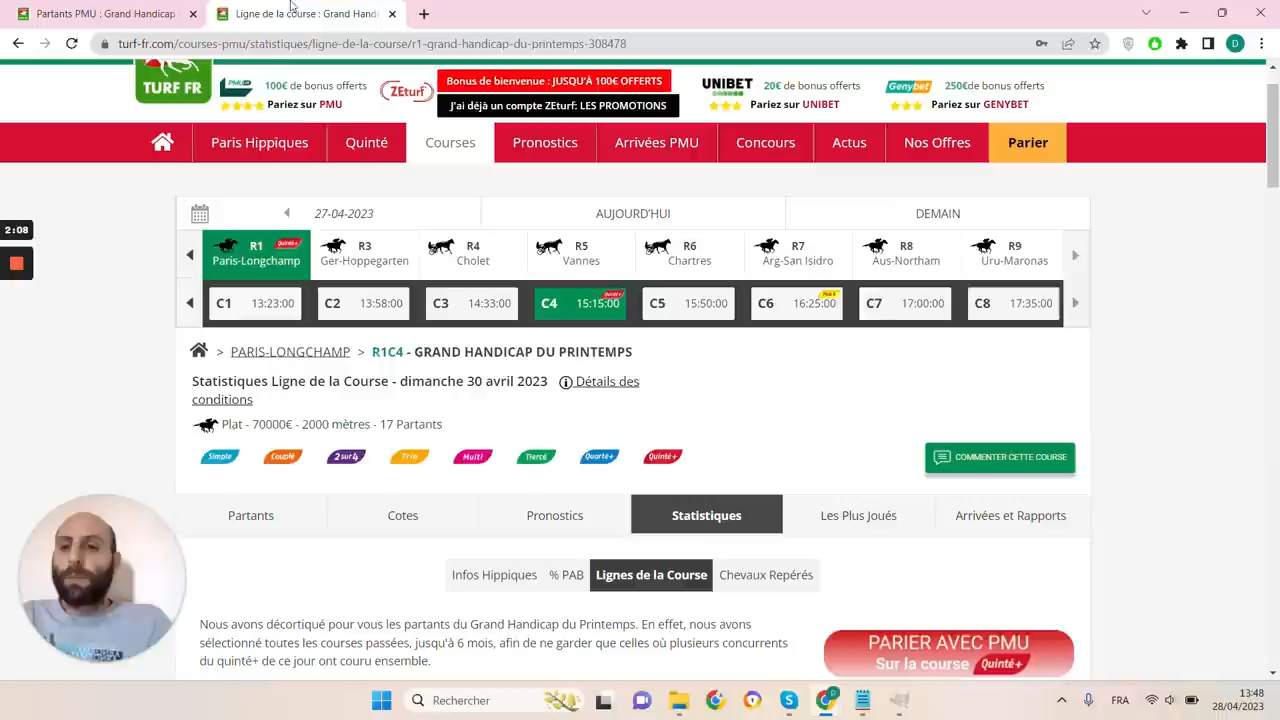 Partants PMU : Grand Handicap
Ligne de la course : Grand Handi
turf-fr.com/courses-pmu/statistiques/ligne-de-la-course/r1-grand-handicap-du-printemps-308478
D
TURF FR
PMU
100€ de bonus offerts
Pariez sur PMU
ZEturf
Bonus de bienvenue : JUSQU'À 100€ OFFERTS
J'ai déjà un compte ZEturf: LES PROMOTIONS
UNIBET
20€ de bonus offerts
Pariez sur UNIBET
Genybet
250€de bonus offerts
Pariez sur GENYBET
Paris Hippiques Quinté Courses Pronostics Arrivées PMU Concours Actus Nos Offres Parier
27-04-2023 AUJOURD'HUI DEMAIN
2:08
R1 Quinté+ R3 R4 R5 R6 R7 R8 R9
Paris-Longchamp Ger-Hoppegarten Cholet Vannes Chartres Arg-San Isidro Aus-Northam Uru-Maronas
C1 13:23:00 C2 13:58:00 C3 14:33:00 C4 15:15:00 C5 15:50:00 C6 16:25:00 C7 17:00:00 C8 17:35:00
> PARIS-LONGCHAMP > R1C4 - GRAND HANDICAP DU PRINTEMPS
Statistiques Ligne de la Course - dimanche 30 avril 2023 Détails des
conditions
Plat - 70000€ - 2000 mètres - 17 Partants
Simple Couplé 2 sur 4 Trio Multi Tiercé Quarté+ Quinté+
COMMENTER CETTE COURSE
Partants Cotes Pronostics Statistiques Les Plus Joués Arrivées et Rapports
Infos Hippiques % PAB Lignes de la Course Chevaux Repérés
Nous avons décortiqué pour vous les partants du Grand Handicap du Printemps. En effet, nous avons
sélectionné toutes les courses passées, jusqu'à 6 mois, afin de ne garder que celles où plusieurs concurrents
du quinté+ de ce jour ont couru ensemble.
PARIER AVEC PMU
Sur la course Quinté+
Rechercher
FRA
13:48
28/04/2023